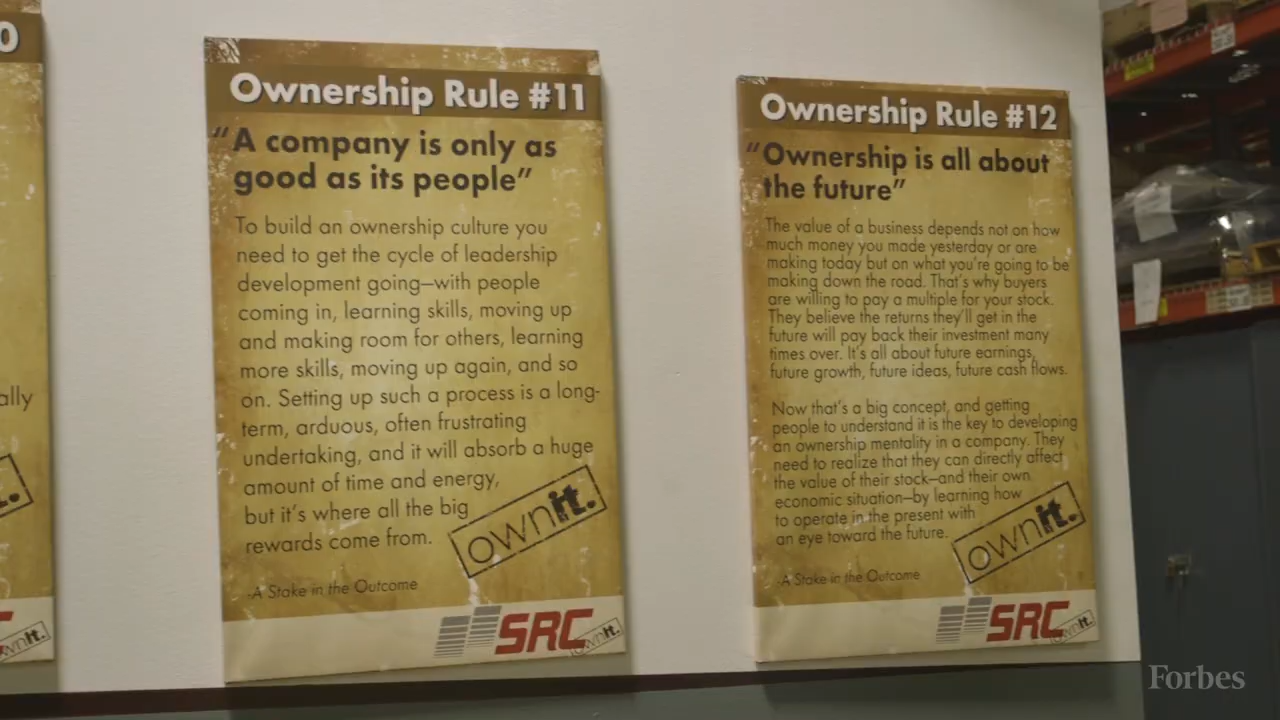 0
ally
it.
wnit.
Ownership Rule #11
“A company is only as
good as its people”
To build an ownership culture you
need to get the cycle of leadership
development going—with people
coming in, learning skills, moving up
and making room for others, learning
more skills, moving up again, and so
on. Setting up such a process is a long-
term, arduous, often frustrating
undertaking, and it will absorb a huge
amount of time and energy,
but it’s where all the big
rewards come from.
ownit.
-A Stake in the Outcome
SRC
ownit.
Ownership Rule #12
“Ownership is all about
the future”
The value of a business depends not on how
much money you made yesterday or are
making today but on what you’re going to be
making down the road. That’s why buyers
are willing to pay a multiple for your stock.
They believe the returns they’ll get in the
future will pay back their investment many
times over. It’s all about future earnings,
future growth, future ideas, future cash flows.
Now that’s a big concept, and getting
people to understand it is the key to developing
an ownership mentality in a company. They
need to realize that they can directly affect
the value of their stock—and their own
economic situation—by learning how
to operate in the present with
an eye toward the future.
ownit.
-A Stake in the Outcome
SRC
ownit.
Forbes